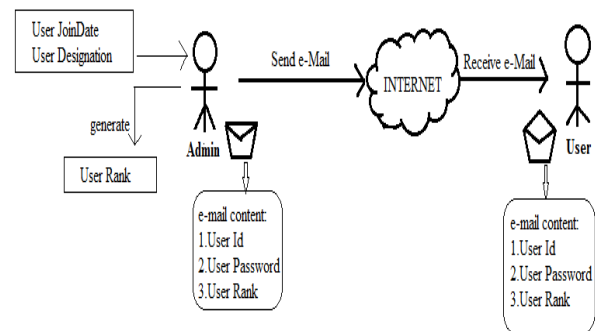 User JoinDate
User Designation
Send e-Mail
INTERNET
Receive e-Mail
generate
Admin
User
User Rank
e-mail content:
1.User Id
2.User Password
3.User Rank
e-mail content:
1.User Id
2.User Password
3.User Rank